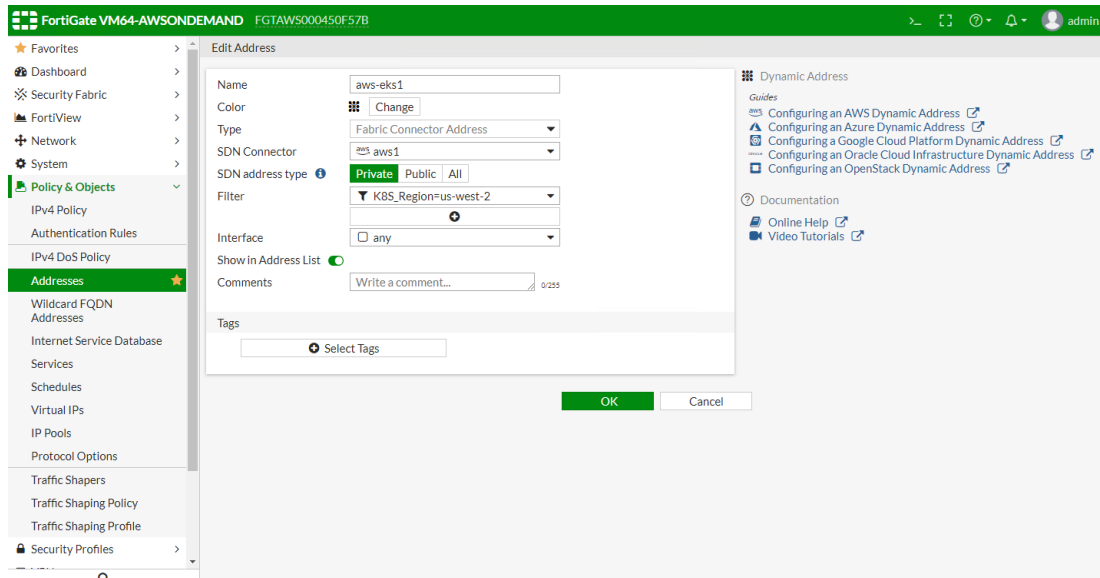 FortiGate VM64-AWSONDEMAND FGTAWS000450F57B
admin
Favorites
Dashboard
Security Fabric
FortiView
Network
System
Policy & Objects
IPv4 Policy
Authentication Rules
IPv4 DoS Policy
Addresses
Wildcard FQDN
Addresses
Internet Service Database
Services
Schedules
Virtual IPs
IP Pools
Protocol Options
Traffic Shapers
Traffic Shaping Policy
Traffic Shaping Profile
Security Profiles
Edit Address
Name aws-eks1
Color Change
Type Fabric Connector Address
SDN Connector aws aws1
SDN address type Private Public All
Filter K8S_Region=us-west-2
Interface any
Show in Address List
Comments Write a comment... 0/255
Tags
Select Tags
OK Cancel
Dynamic Address
Guides
aws Configuring an AWS Dynamic Address
Configuring an Azure Dynamic Address
Configuring a Google Cloud Platform Dynamic Address
Configuring an Oracle Cloud Infrastructure Dynamic Address
Configuring an OpenStack Dynamic Address
Documentation
Online Help
Video Tutorials